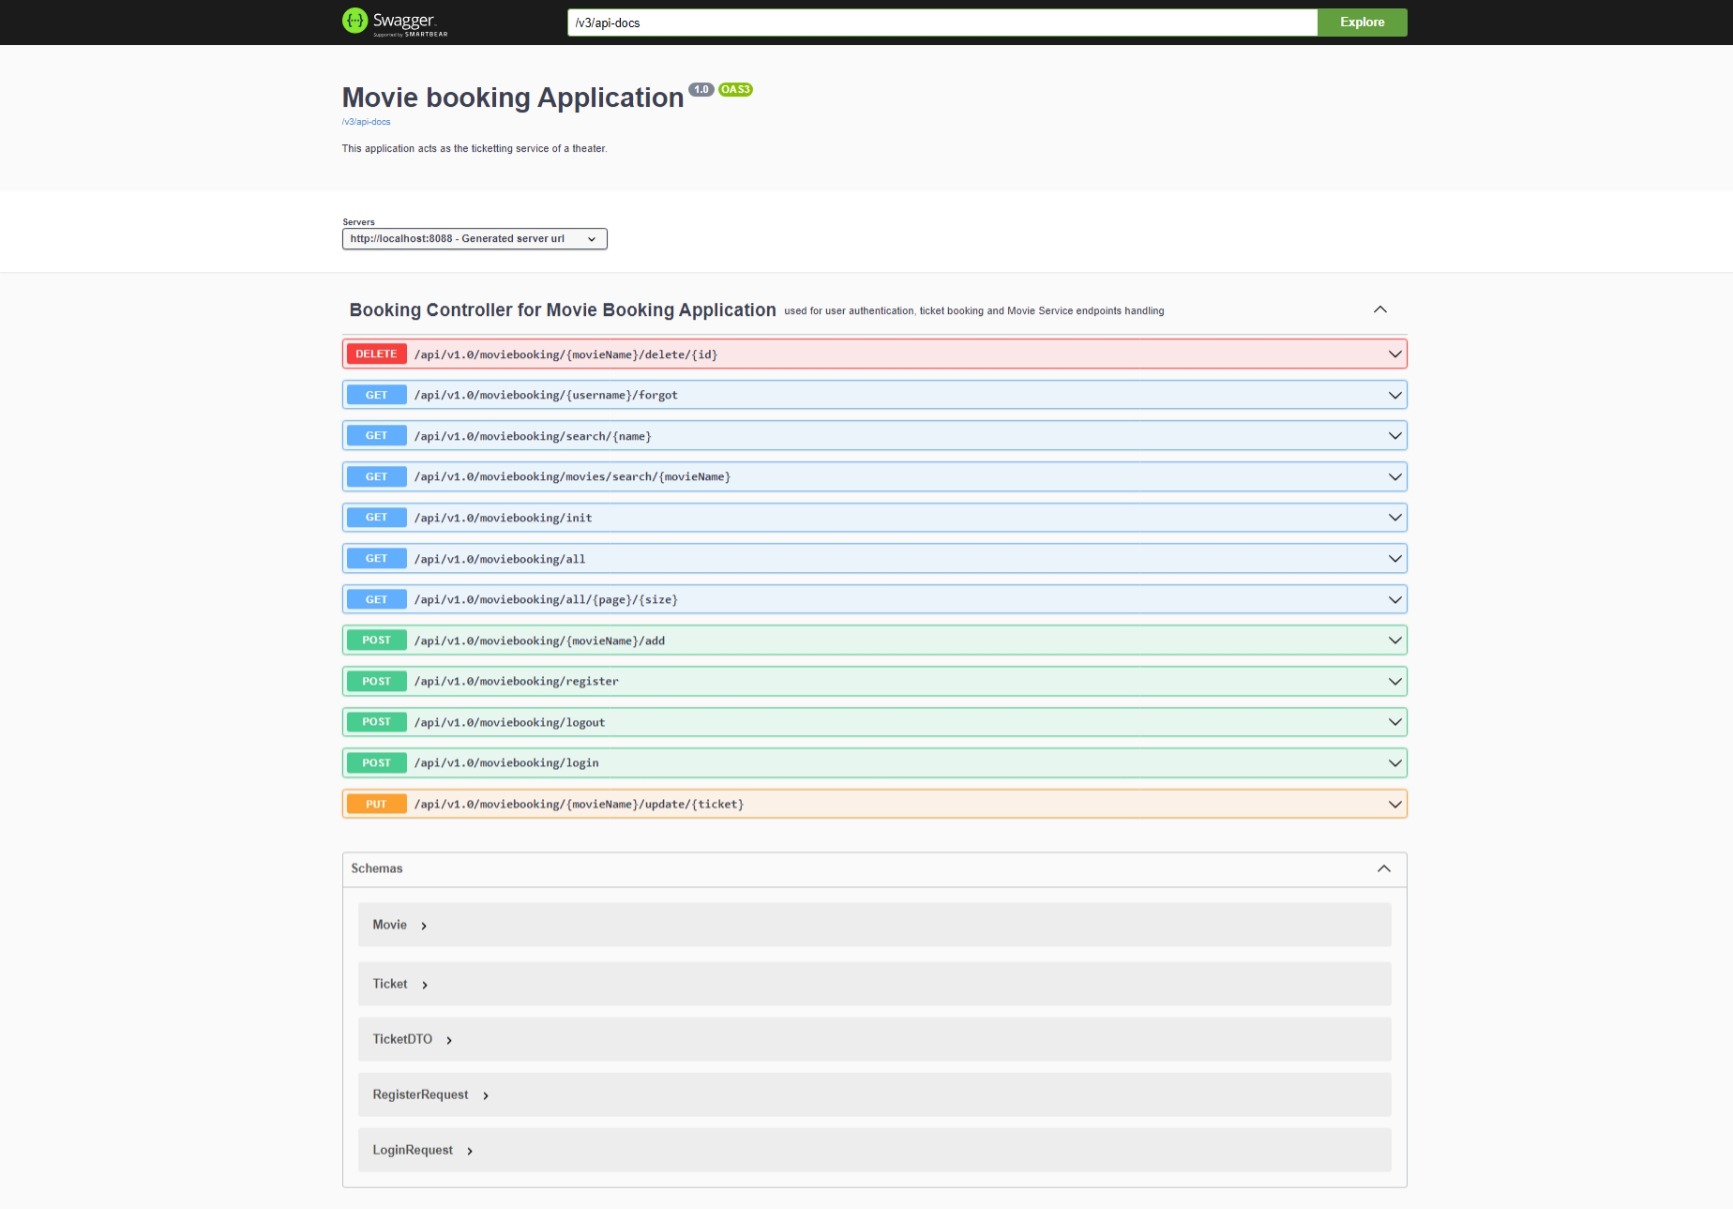 Swagger.
Supported by SMARTBEAR
/v3/api-docs
Explore
Movie booking Application 1.0 OAS3
/v3/api-docs
This application acts as the ticketting service of a theater.
Servers
http://localhost:8088 - Generated server url
Booking Controller for Movie Booking Application used for user authentication, ticket booking and Movie Service endpoints handling
DELETE /api/v1.0/moviebooking/{movieName}/delete/{id}
GET /api/v1.0/moviebooking/{username}/forgot
GET /api/v1.0/moviebooking/search/{name}
GET /api/v1.0/moviebooking/movies/search/{movieName}
GET /api/v1.0/moviebooking/init
GET /api/v1.0/moviebooking/all
GET /api/v1.0/moviebooking/all/{page}/{size}
POST /api/v1.0/moviebooking/{movieName}/add
POST /api/v1.0/moviebooking/register
POST /api/v1.0/moviebooking/logout
POST /api/v1.0/moviebooking/login
PUT /api/v1.0/moviebooking/{movieName}/update/{ticket}
Schemas
Movie
Ticket
TicketDTO
RegisterRequest
LoginRequest